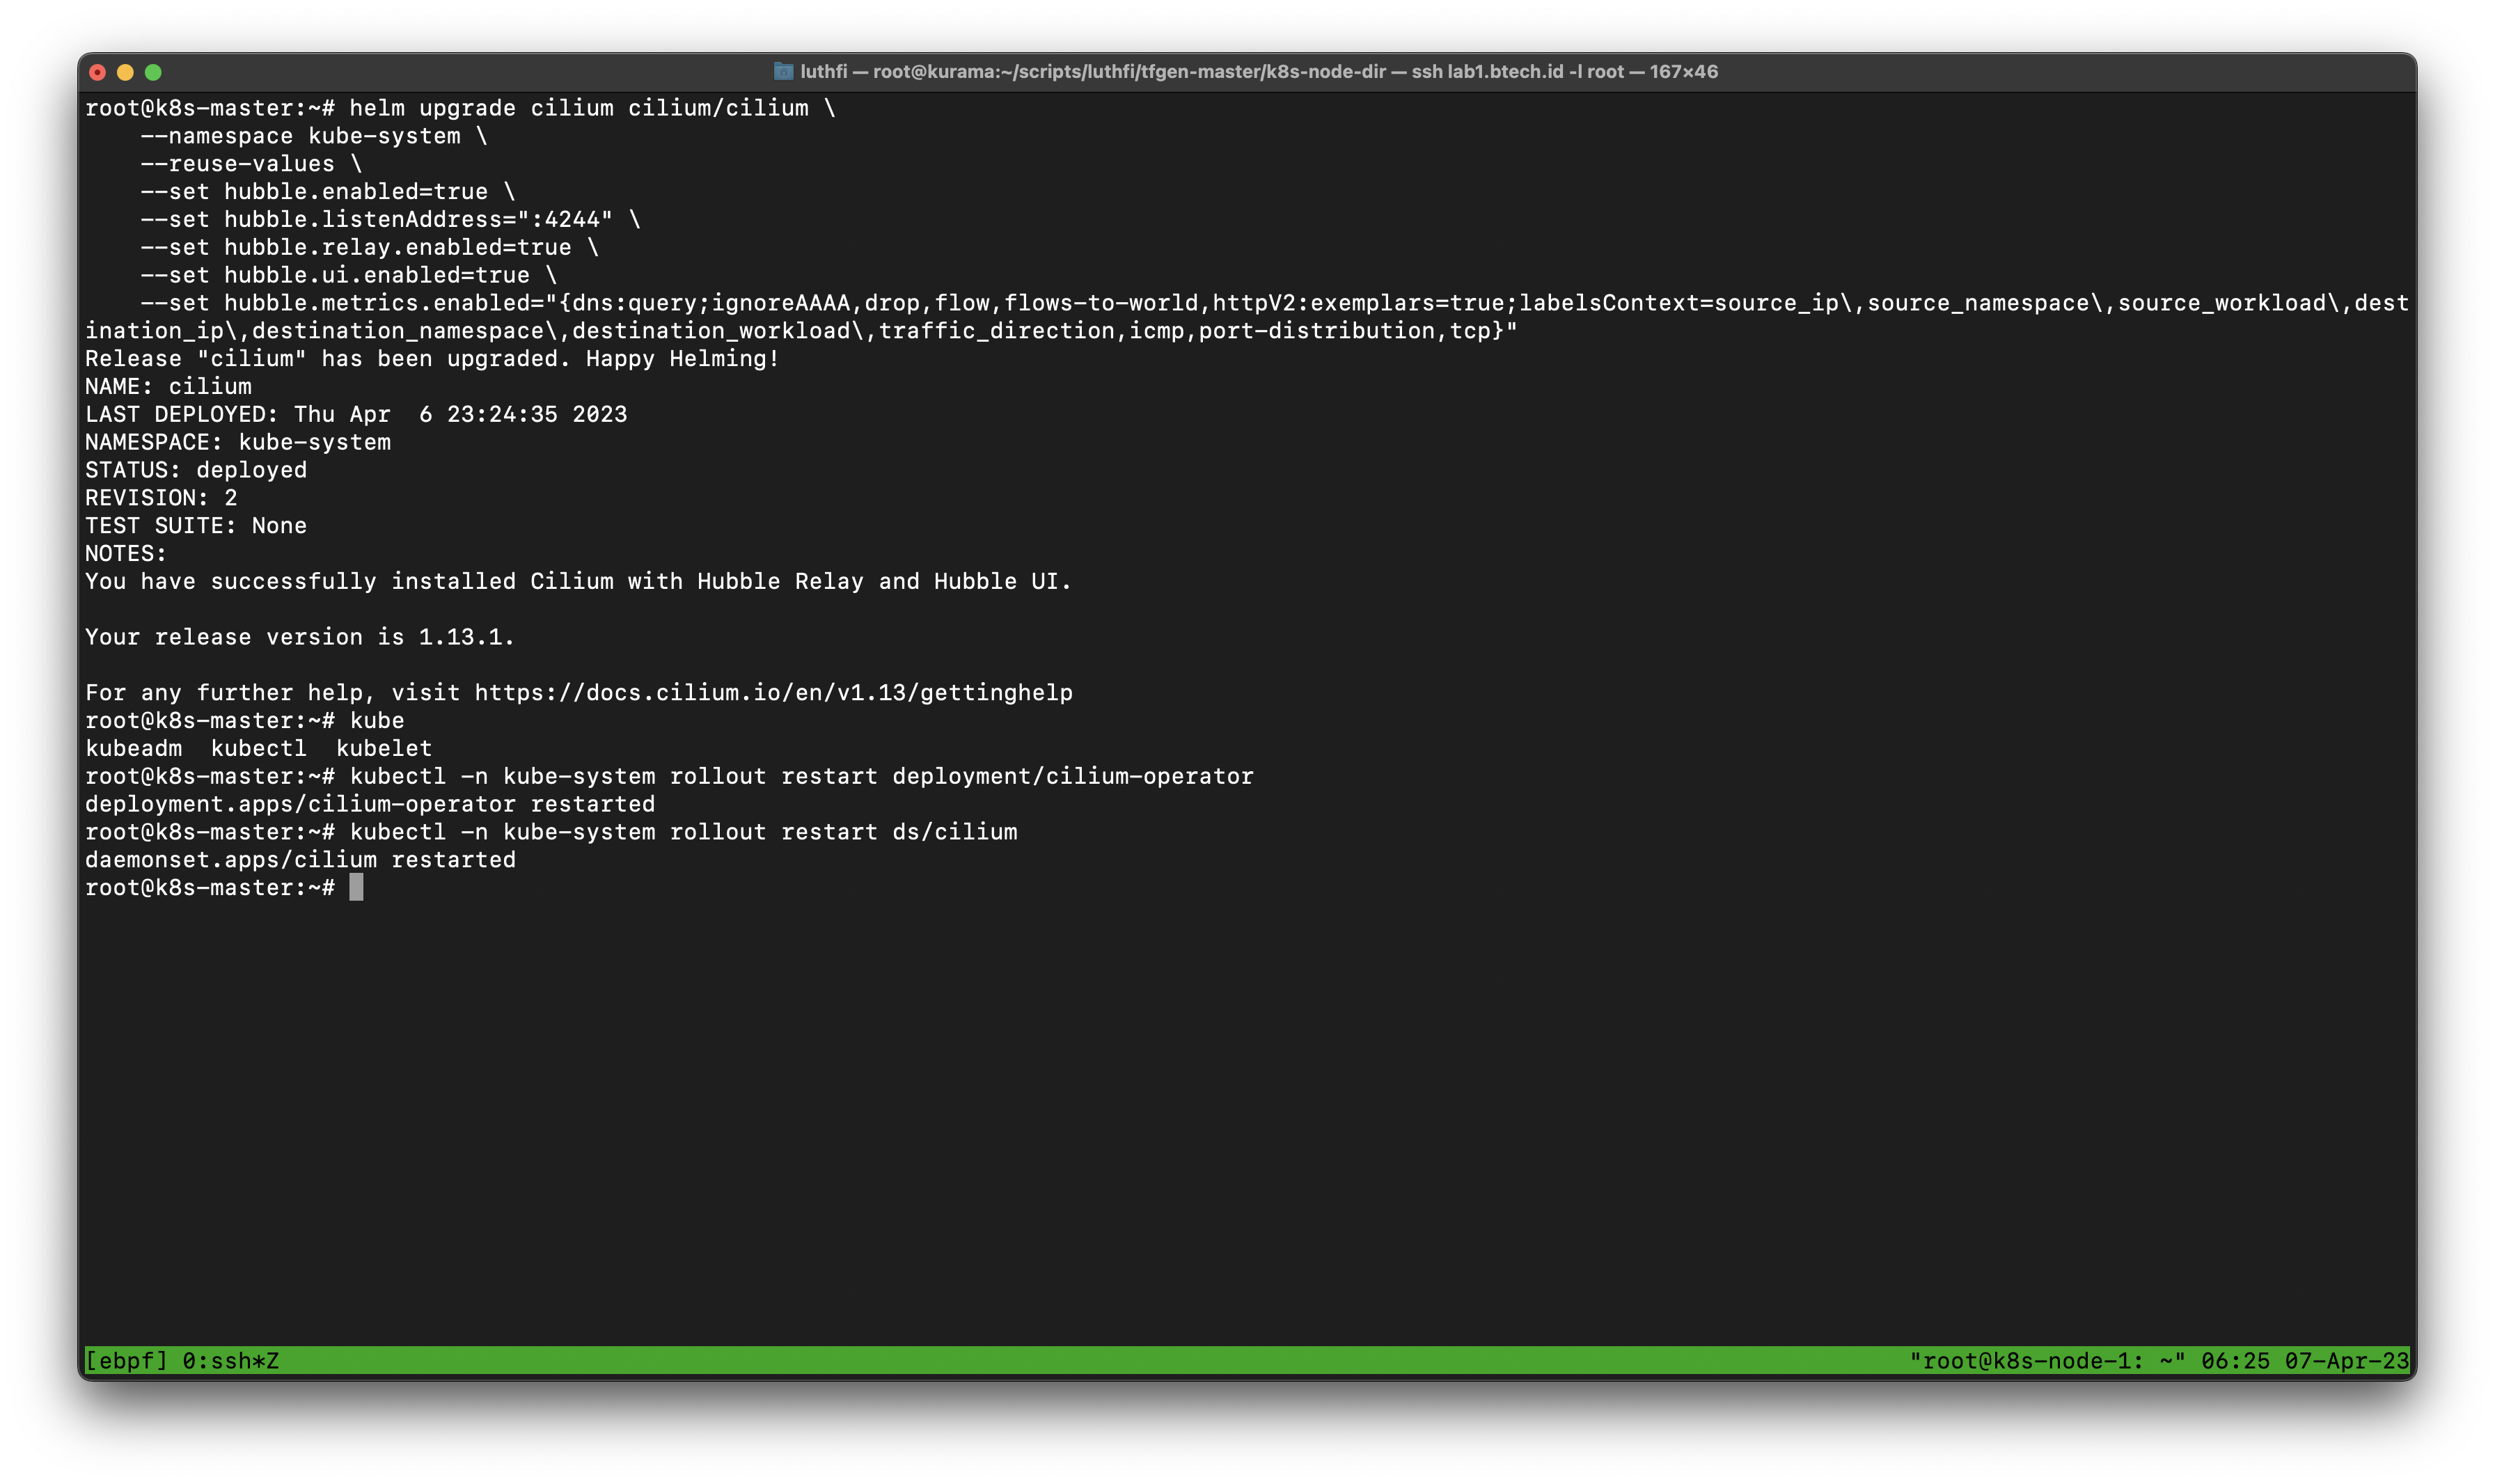 luthfi — root@kurama:~/scripts/luthfi/tfgen-master/k8s-node-dir — ssh lab1.btech.id -l root — 167×46
root@k8s-master:~# helm upgrade cilium cilium/cilium \
    --namespace kube-system \
    --reuse-values \
    --set hubble.enabled=true \
    --set hubble.listenAddress=":4244" \
    --set hubble.relay.enabled=true \
    --set hubble.ui.enabled=true \
    --set hubble.metrics.enabled="{dns:query;ignoreAAAA,drop,flow,flows-to-world,httpV2:exemplars=true;labelsContext=source_ip\,source_namespace\,source_workload\,dest
ination_ip\,destination_namespace\,destination_workload\,traffic_direction,icmp,port-distribution,tcp}"
Release "cilium" has been upgraded. Happy Helming!
NAME: cilium
LAST DEPLOYED: Thu Apr  6 23:24:35 2023
NAMESPACE: kube-system
STATUS: deployed
REVISION: 2
TEST SUITE: None
NOTES:
You have successfully installed Cilium with Hubble Relay and Hubble UI.

Your release version is 1.13.1.

For any further help, visit https://docs.cilium.io/en/v1.13/gettinghelp
root@k8s-master:~# kube
kubeadm  kubectl  kubelet
root@k8s-master:~# kubectl -n kube-system rollout restart deployment/cilium-operator
deployment.apps/cilium-operator restarted
root@k8s-master:~# kubectl -n kube-system rollout restart ds/cilium
daemonset.apps/cilium restarted
root@k8s-master:~#
[ebpf] 0:ssh*Z "root@k8s-node-1: ~" 06:25 07-Apr-23